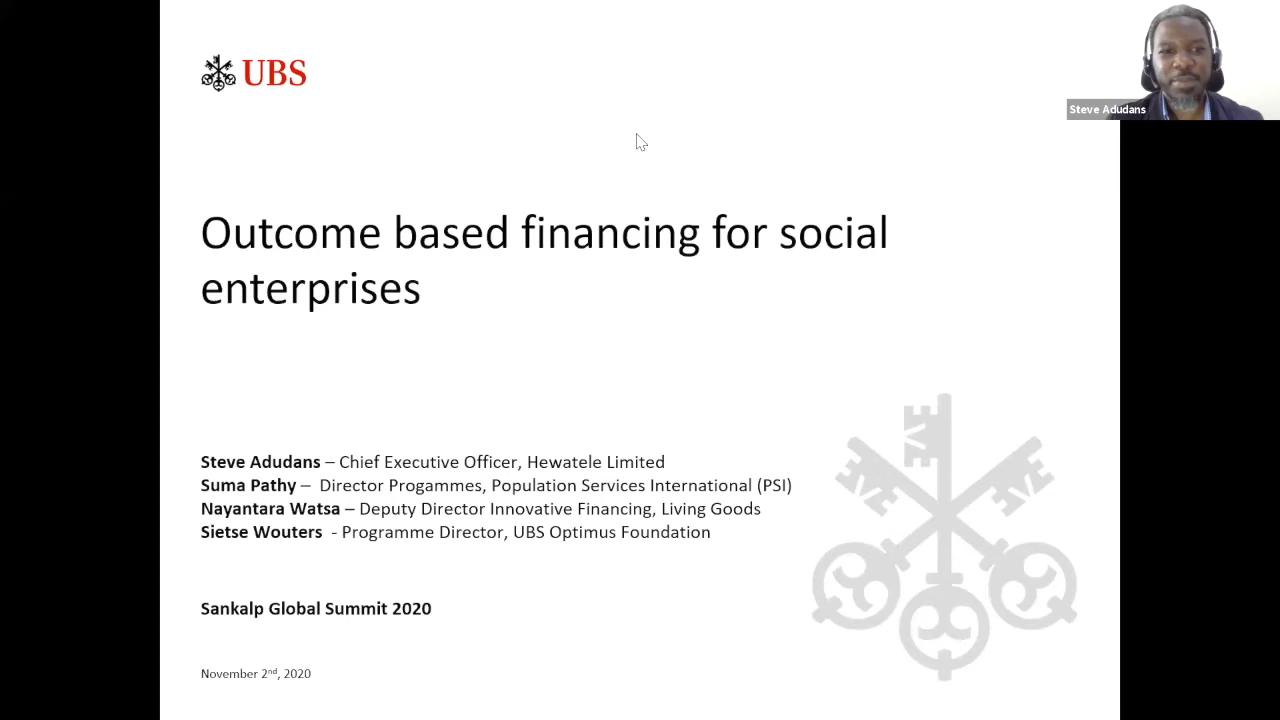 UBS
Steve Adudans
Outcome based financing for social
enterprises
Steve Adudans – Chief Executive Officer, Hewatele Limited
Suma Pathy – Director Progammes, Population Services International (PSI)
Nayantara Watsa – Deputy Director Innovative Financing, Living Goods
Sietse Wouters - Programme Director, UBS Optimus Foundation
Sankalp Global Summit 2020
November 2nd, 2020